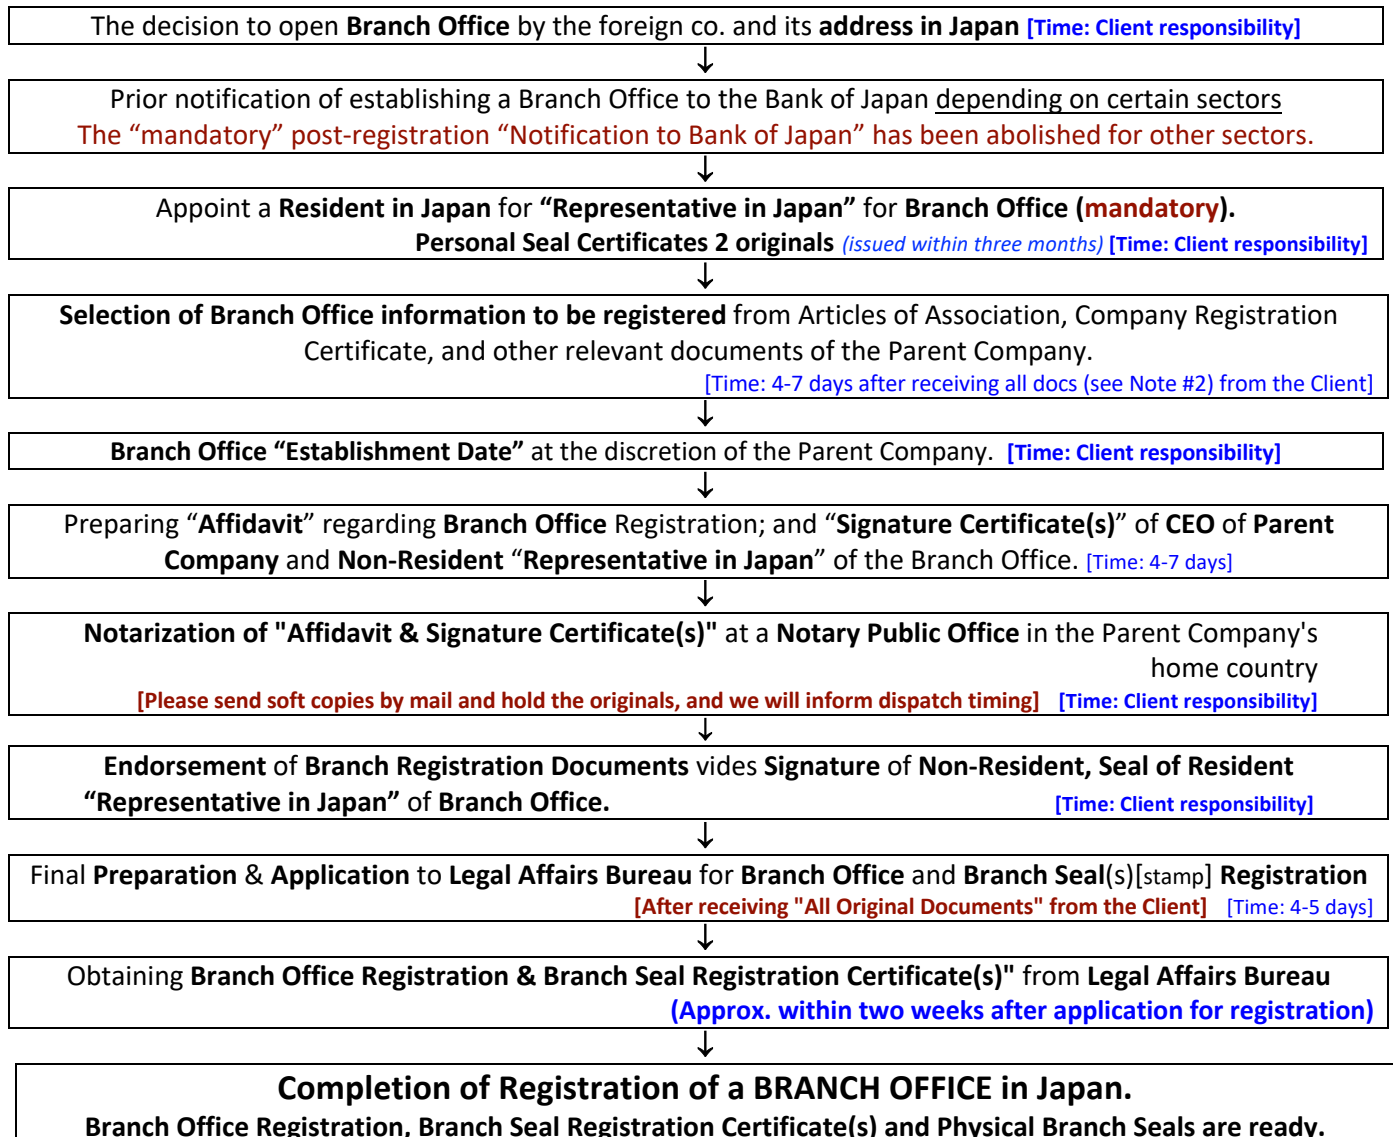 The decision to open Branch Office by the foreign co. and its address in Japan [Time: Client responsibility]
↓
Prior notification of establishing a Branch Office to the Bank of Japan depending on certain sectors
The “mandatory” post-registration “Notification to Bank of Japan” has been abolished for other sectors.
↓
Appoint a Resident in Japan for “Representative in Japan” for Branch Office (mandatory).
Personal Seal Certificates 2 originals (issued within three months) [Time: Client responsibility]
↓
Selection of Branch Office information to be registered from Articles of Association, Company Registration
Certificate, and other relevant documents of the Parent Company.
[Time: 4-7 days after receiving all docs (see Note #2) from the Client]
↓
Branch Office “Establishment Date” at the discretion of the Parent Company. [Time: Client responsibility]
↓
Preparing “Affidavit” regarding Branch Office Registration; and “Signature Certificate(s)” of CEO of Parent
Company and Non-Resident “Representative in Japan” of the Branch Office. [Time: 4-7 days]
↓
Notarization of "Affidavit & Signature Certificate(s)" at a Notary Public Office in the Parent Company's
home country
[Please send soft copies by mail and hold the originals, and we will inform dispatch timing] [Time: Client responsibility]
↓
Endorsement of Branch Registration Documents vides Signature of Non-Resident, Seal of Resident
“Representative in Japan” of Branch Office. [Time: Client responsibility]
↓
Final Preparation & Application to Legal Affairs Bureau for Branch Office and Branch Seal(s)[stamp] Registration
[After receiving "All Original Documents" from the Client] [Time: 4-5 days]
↓
Obtaining Branch Office Registration & Branch Seal Registration Certificate(s)" from Legal Affairs Bureau
(Approx. within two weeks after application for registration)
↓
Completion of Registration of a BRANCH OFFICE in Japan.
Branch Office Registration, Branch Seal Registration Certificate(s) and Physical Branch Seals are ready.